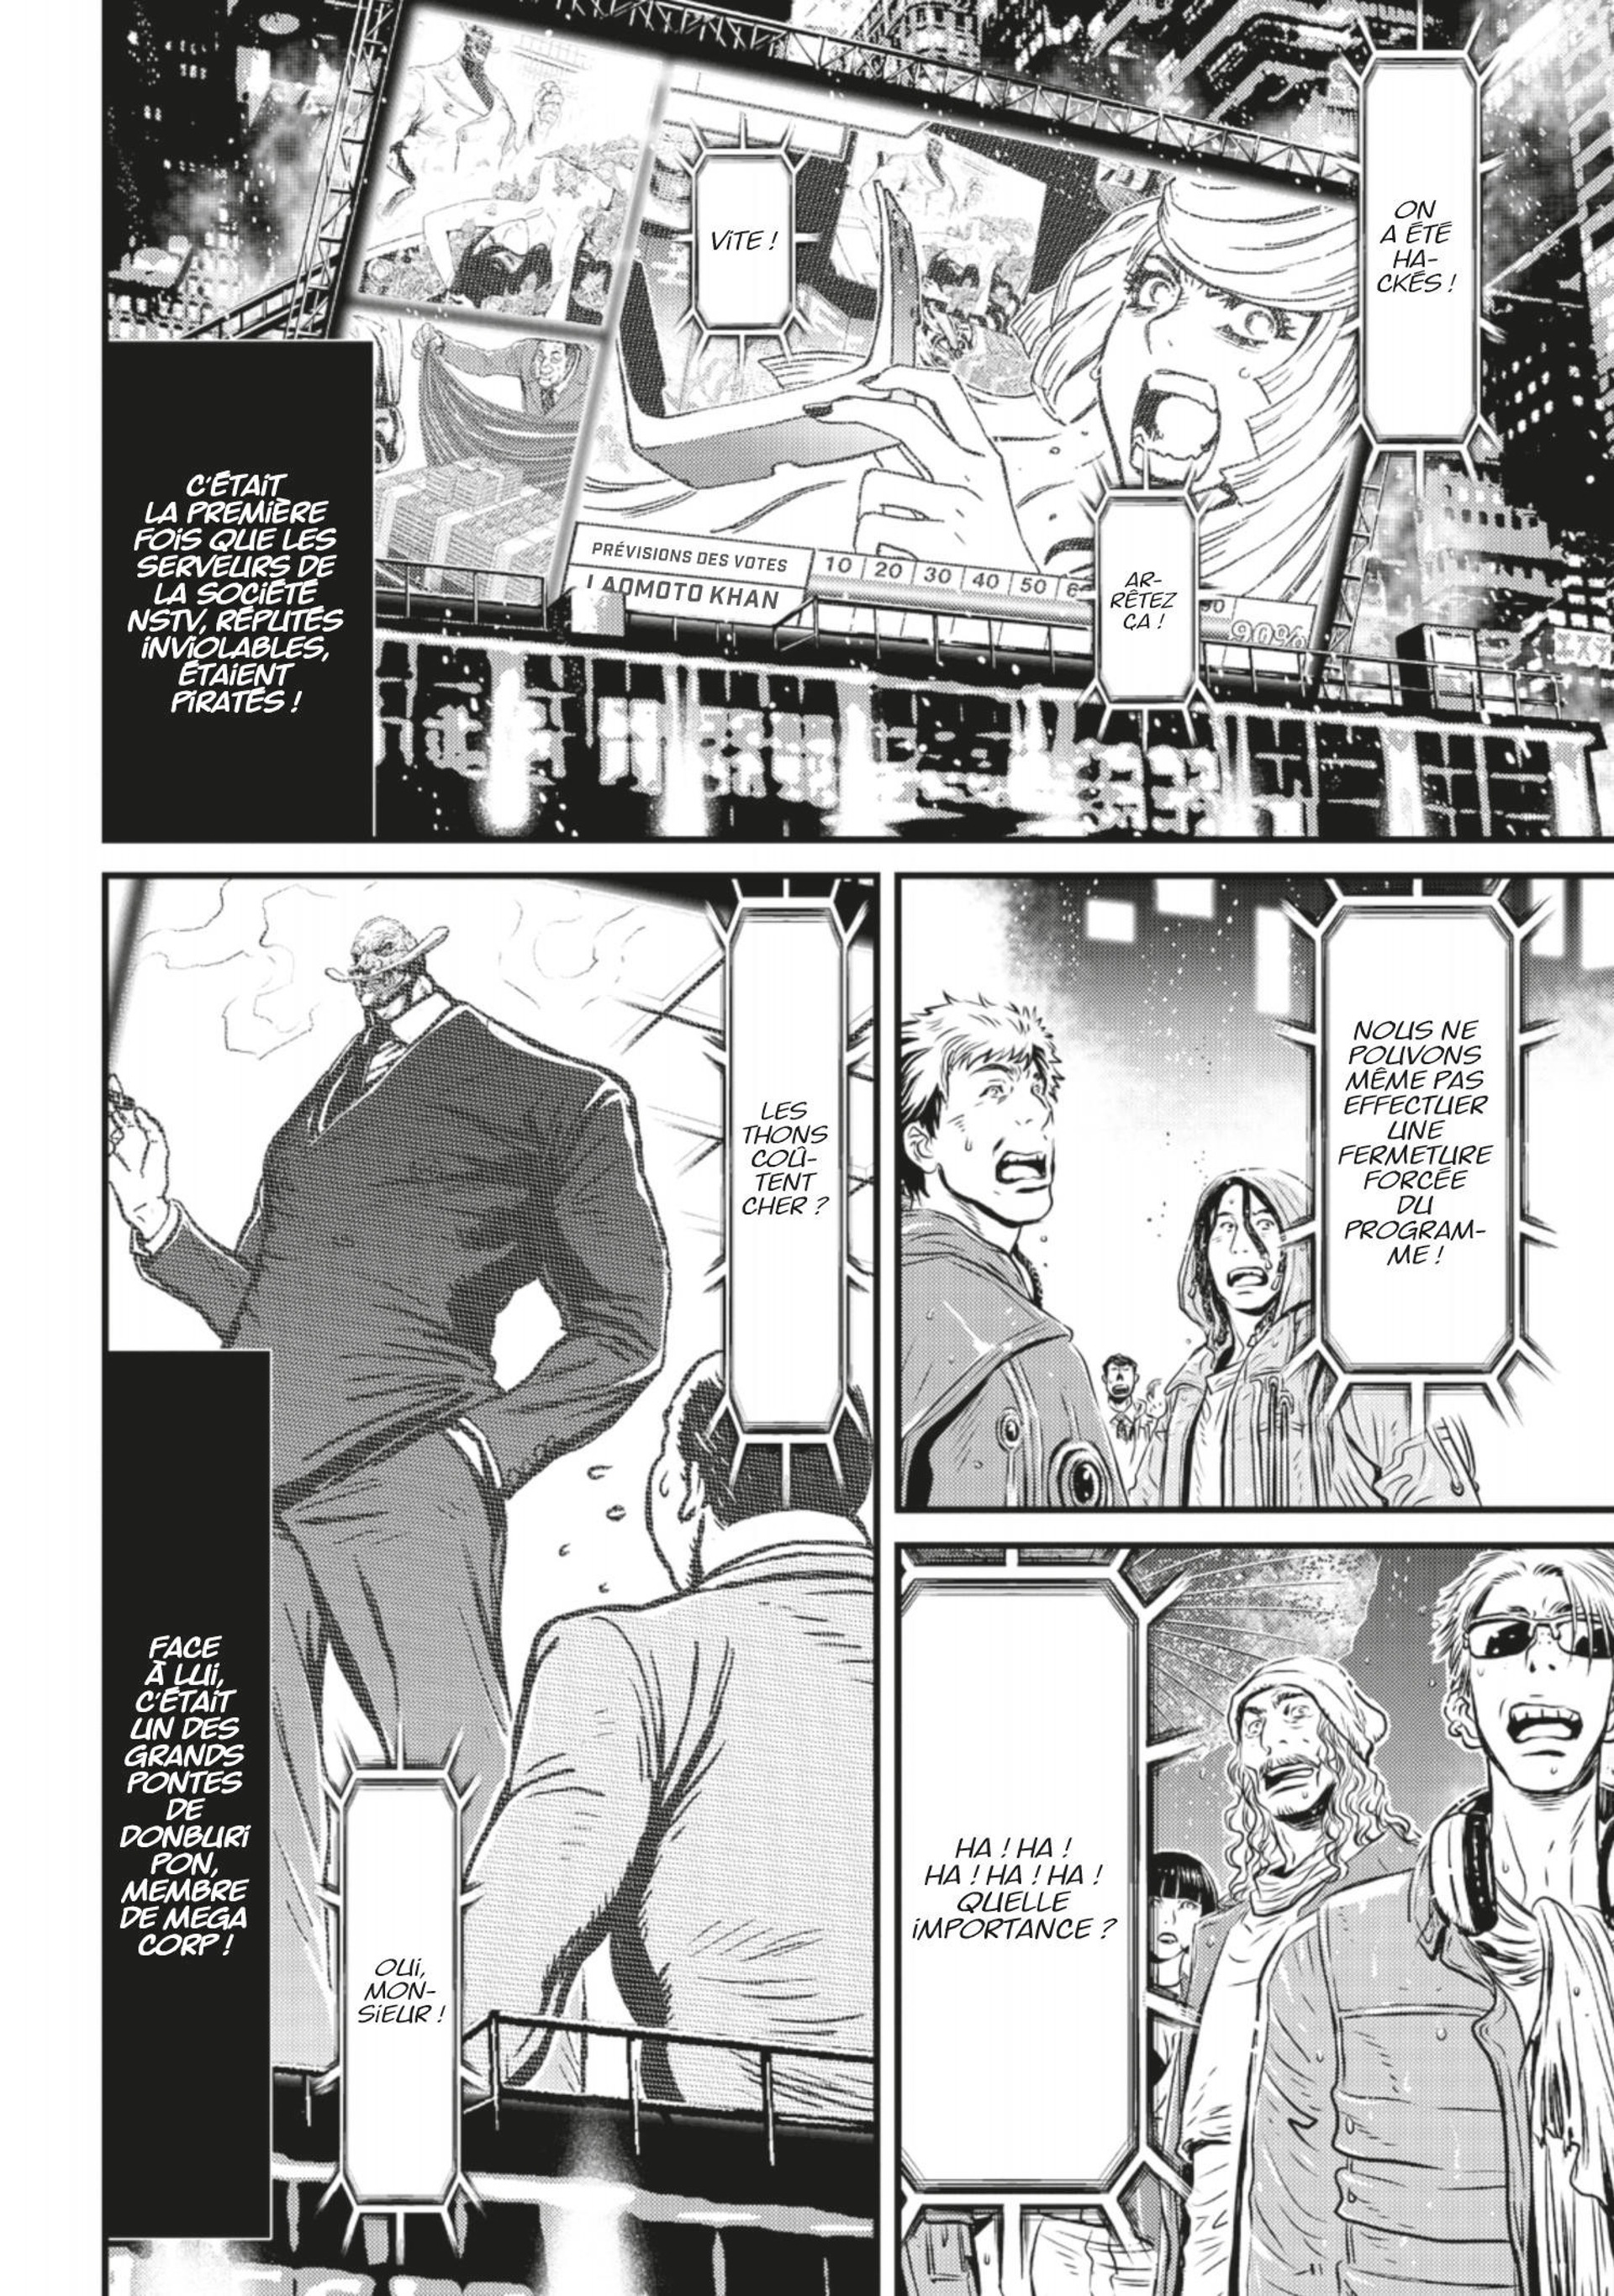 ON
A ÉTÉ
HA-
CKÉS !
VITE !
AR-
RÊTEZ
ÇA !
PRÉVISIONS DES VOTES
LAOMOTO KHAN
10 20 30 40 50
90%
C'ÉTAIT
LA PREMIÈRE
FOIS QUE LES
SERVEURS DE
LA SOCIÉTÉ
NSTV, RÉPUTÉS
INVIOLABLES,
ÉTAIENT
PIRATÉS !
NOUS NE
POUVONS
MÊME PAS
EFFECTUER
UNE
FERMETURE
FORCÉE
DU
PROGRAM-
ME !
HA ! HA !
HA ! HA ! HA !
QUELLE
IMPORTANCE ?
LES
THONS
COÛ-
TENT
CHER ?
OUI,
MON-
SIEUR !
FACE
À LUI,
C'ÉTAIT
UN DES
GRANDS
PONTES
DE
DONBURI
PON,
MEMBRE
DE MEGA
CORP !